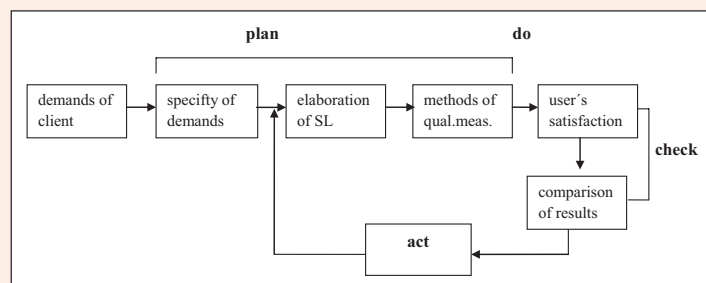 plan
do
demands of
client
specifty of
demands
elaboration
of SL
methods of
qual.meas.
user´s
satisfaction
check
comparison
of results
act